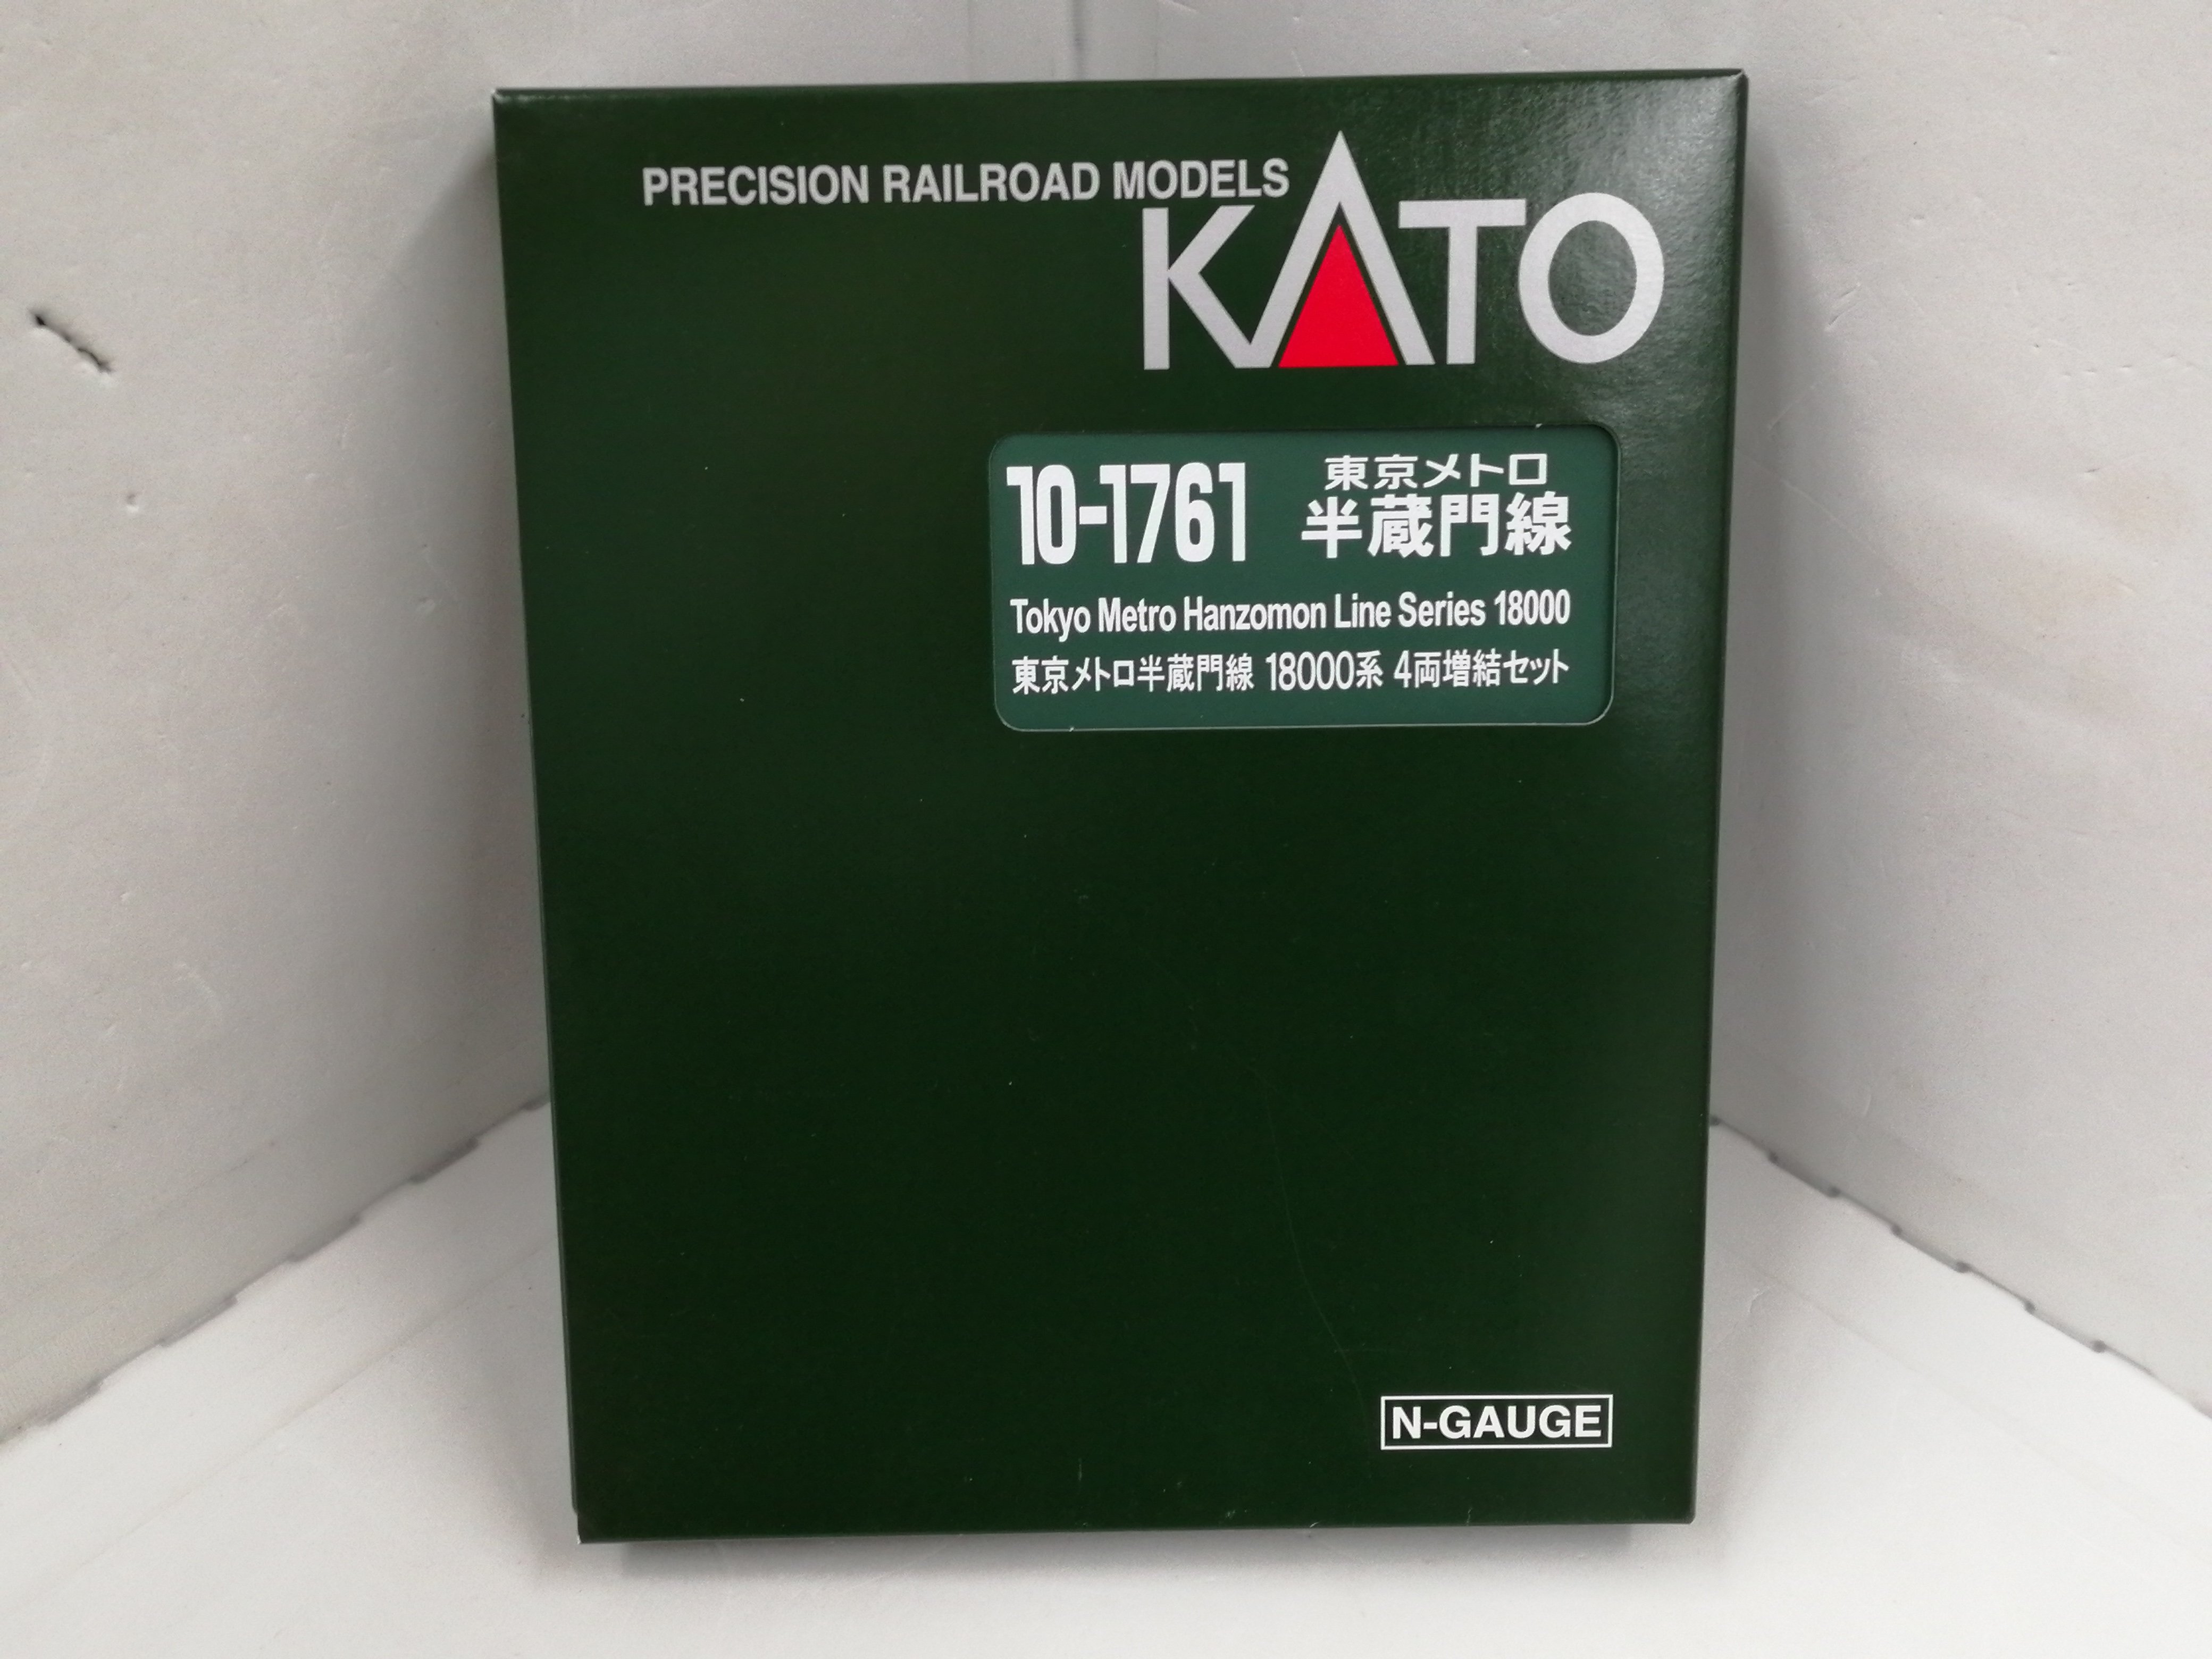 PRECISION RAILROAD MODELS
KATO
10-1761
東京メトロ
半蔵門線
Tokyo Metro Hanzomon Line Series 18000
東京メトロ半蔵門線 18000系 4両増結セット
N-GAUGE